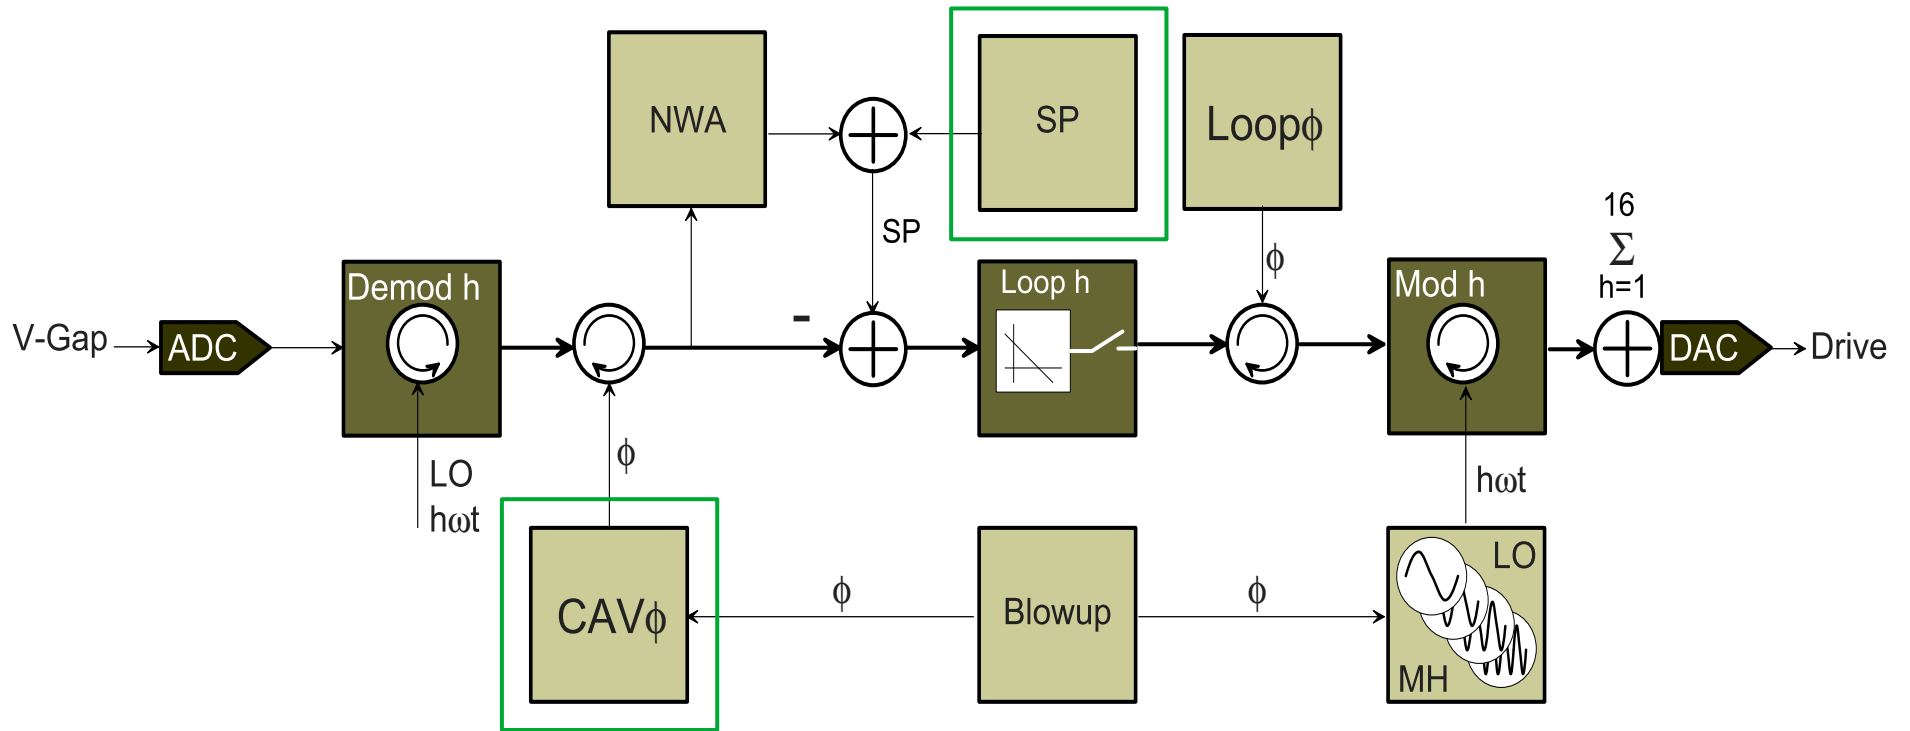 NWA
SP
Loopϕ
SP
16
Σ
h=1
ϕ
Demod h
Loop h
Mod h
V-Gap
ADC
-
DAC
Drive
ϕ
LO
hωt
hωt
CAVϕ
ϕ
Blowup
ϕ
LO
MH